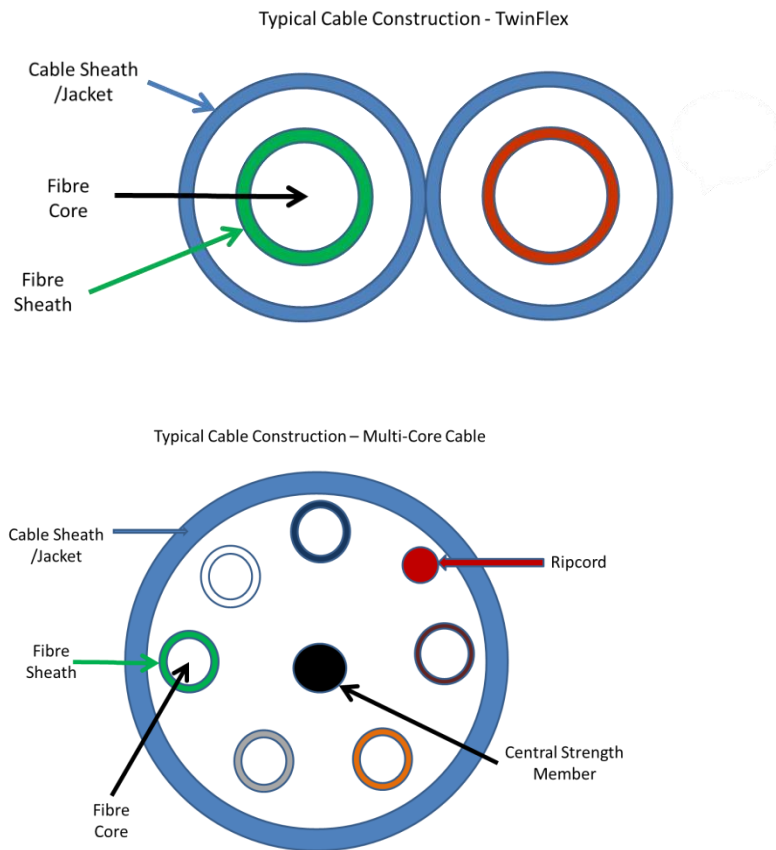 Typical Cable Construction - TwinFlex
Cable Sheath
/Jacket
Fibre
Core
Fibre
Sheath
Typical Cable Construction – Multi-Core Cable
Cable Sheath
/Jacket
Ripcord
Fibre
Sheath
Central Strength
Member
Fibre
Core